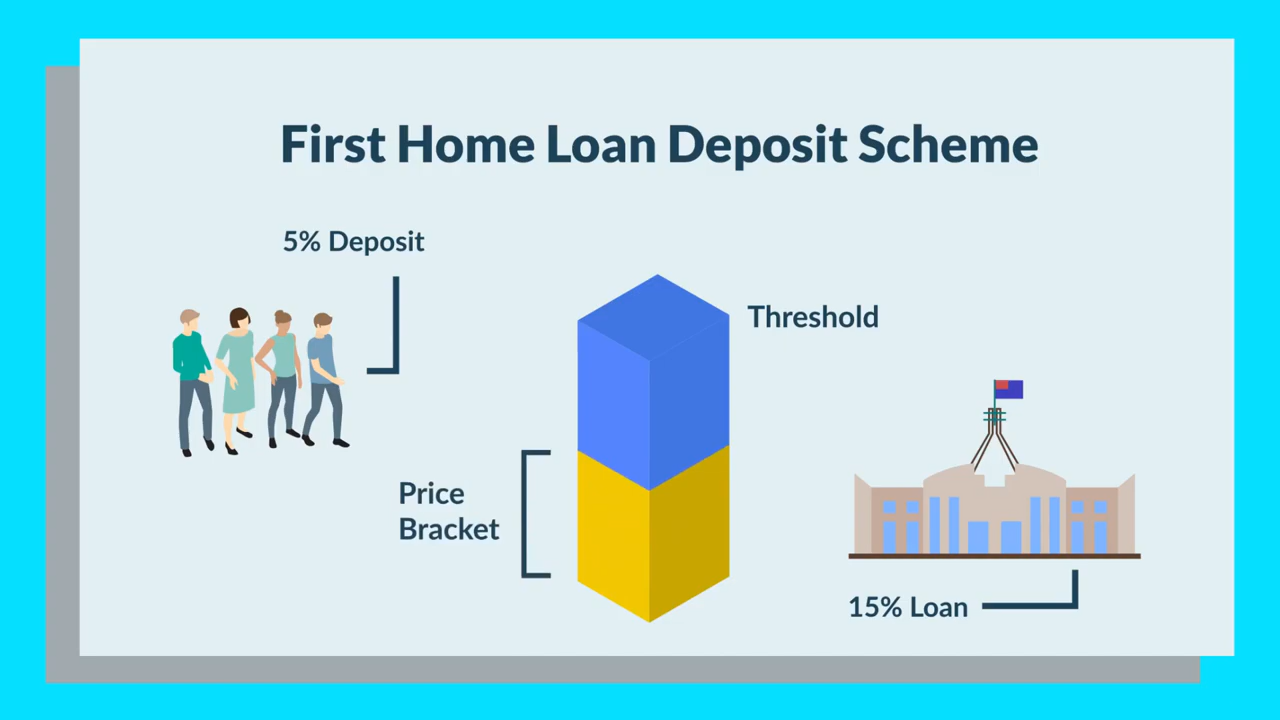 First Home Loan Deposit Scheme
5% Deposit
Threshold
Price
Bracket
15% Loan